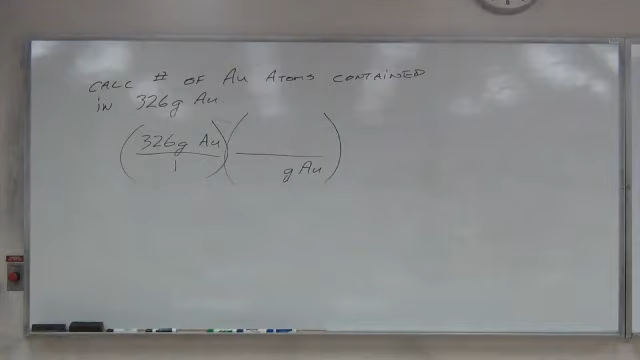 CALC # OF Au ATOMS CONTAINED
IN 326g Au.
(326g Au / 1) ( / g Au)